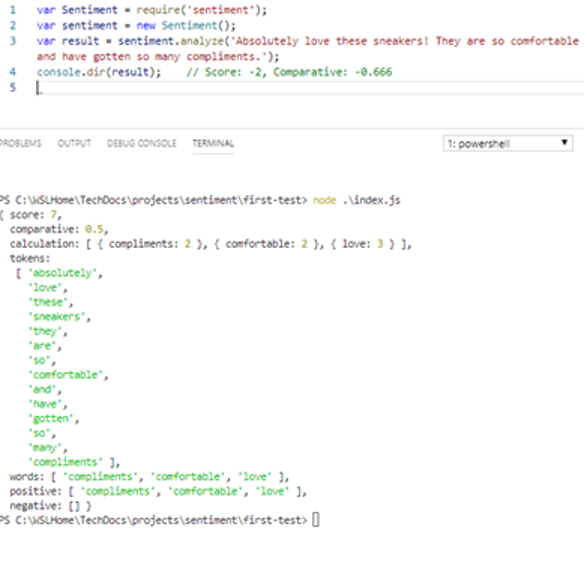 1 var Sentiment = require('sentiment');
2 var sentiment = new Sentiment();
3 var result = sentiment.analyze('Absolutely love these sneakers! They are so comfortable
and have gotten so many compliments.');
4 console.dir(result); // Score: -2, Comparative: -0.666
5
PROBLEMS OUTPUT DEBUG CONSOLE TERMINAL 1: powershell
PS C:\WSLHome\TechDocs\projects\sentiment\first-test> node .\index.js
{ score: 7,
comparative: 0.5,
calculation: [ { compliments: 2 }, { comfortable: 2 }, { love: 3 } ],
tokens:
[ 'absolutely',
'love',
'these',
'sneakers',
'they',
'are',
'so',
'comfortable',
'and',
'have',
'gotten',
'so',
'many',
'compliments' ],
words: [ 'compliments', 'comfortable', 'love' ],
positive: [ 'compliments', 'comfortable', 'love' ],
negative: [] }
PS C:\WSLHome\TechDocs\projects\sentiment\first-test>